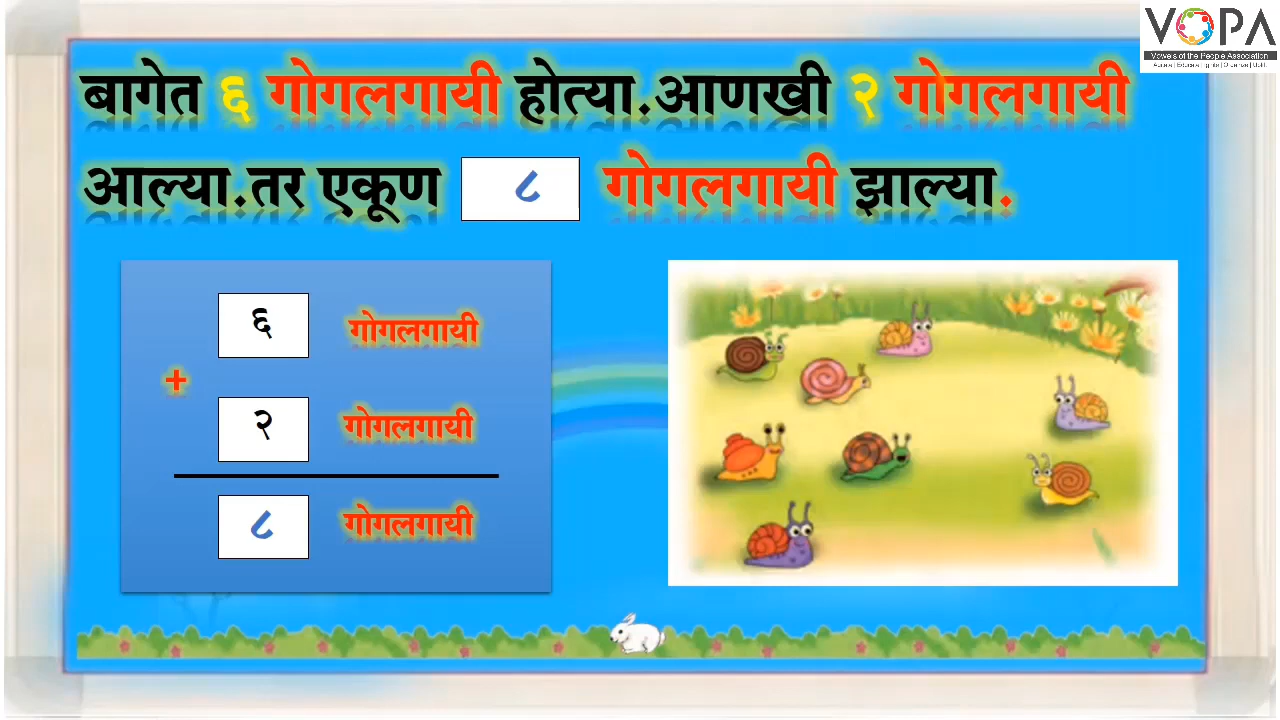 VOPA
Vowels of the People Association
बागेत ६ गोगलगायी होत्या.आणखी २ गोगलगायी
आल्या.तर एकूण ८ गोगलगायी झाल्या.
६ गोगलगायी
+
२ गोगलगायी
८ गोगलगायी